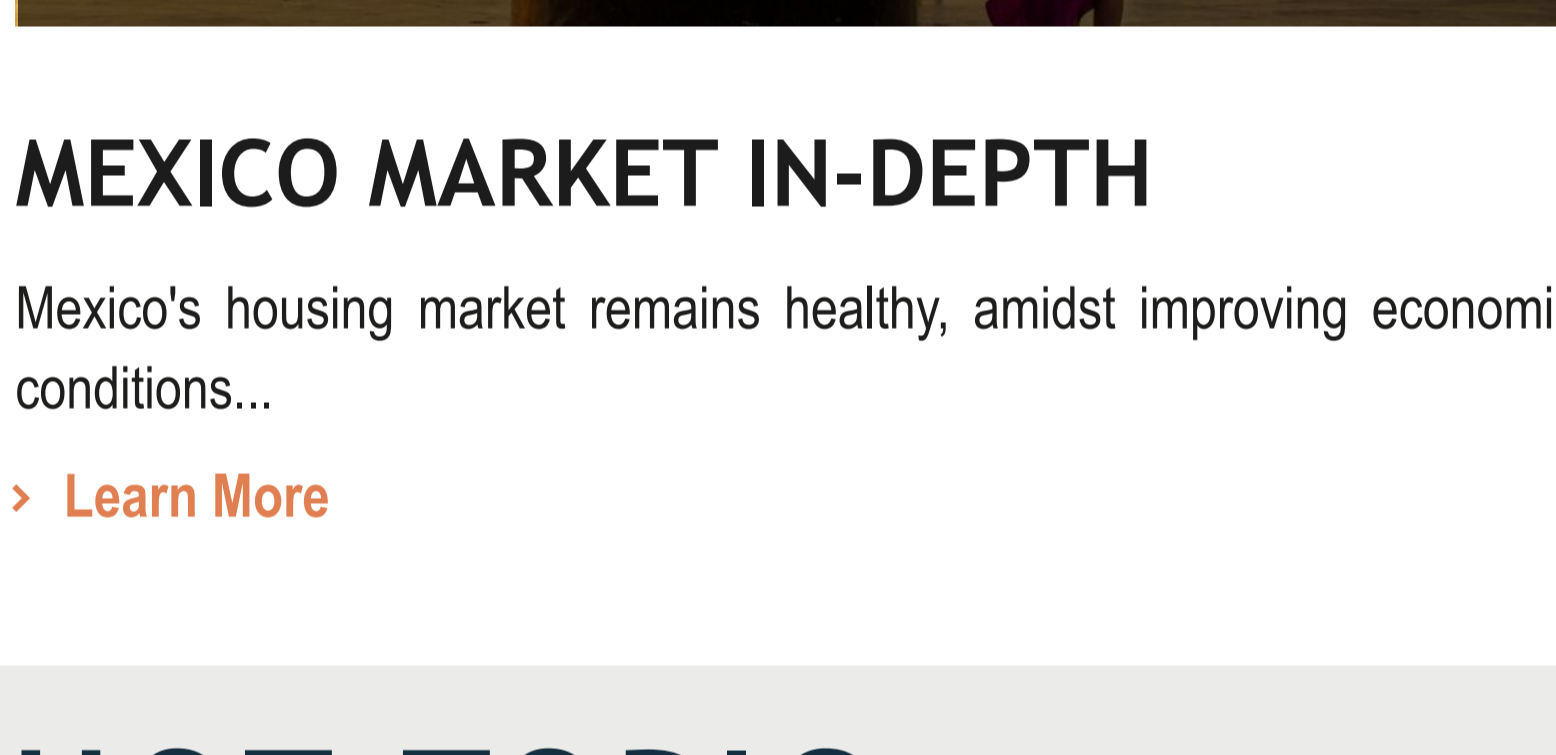 MEXICO MARKET IN-DEPTH
Mexico's housing market remains healthy, amidst improving economi
conditions...
> Learn More